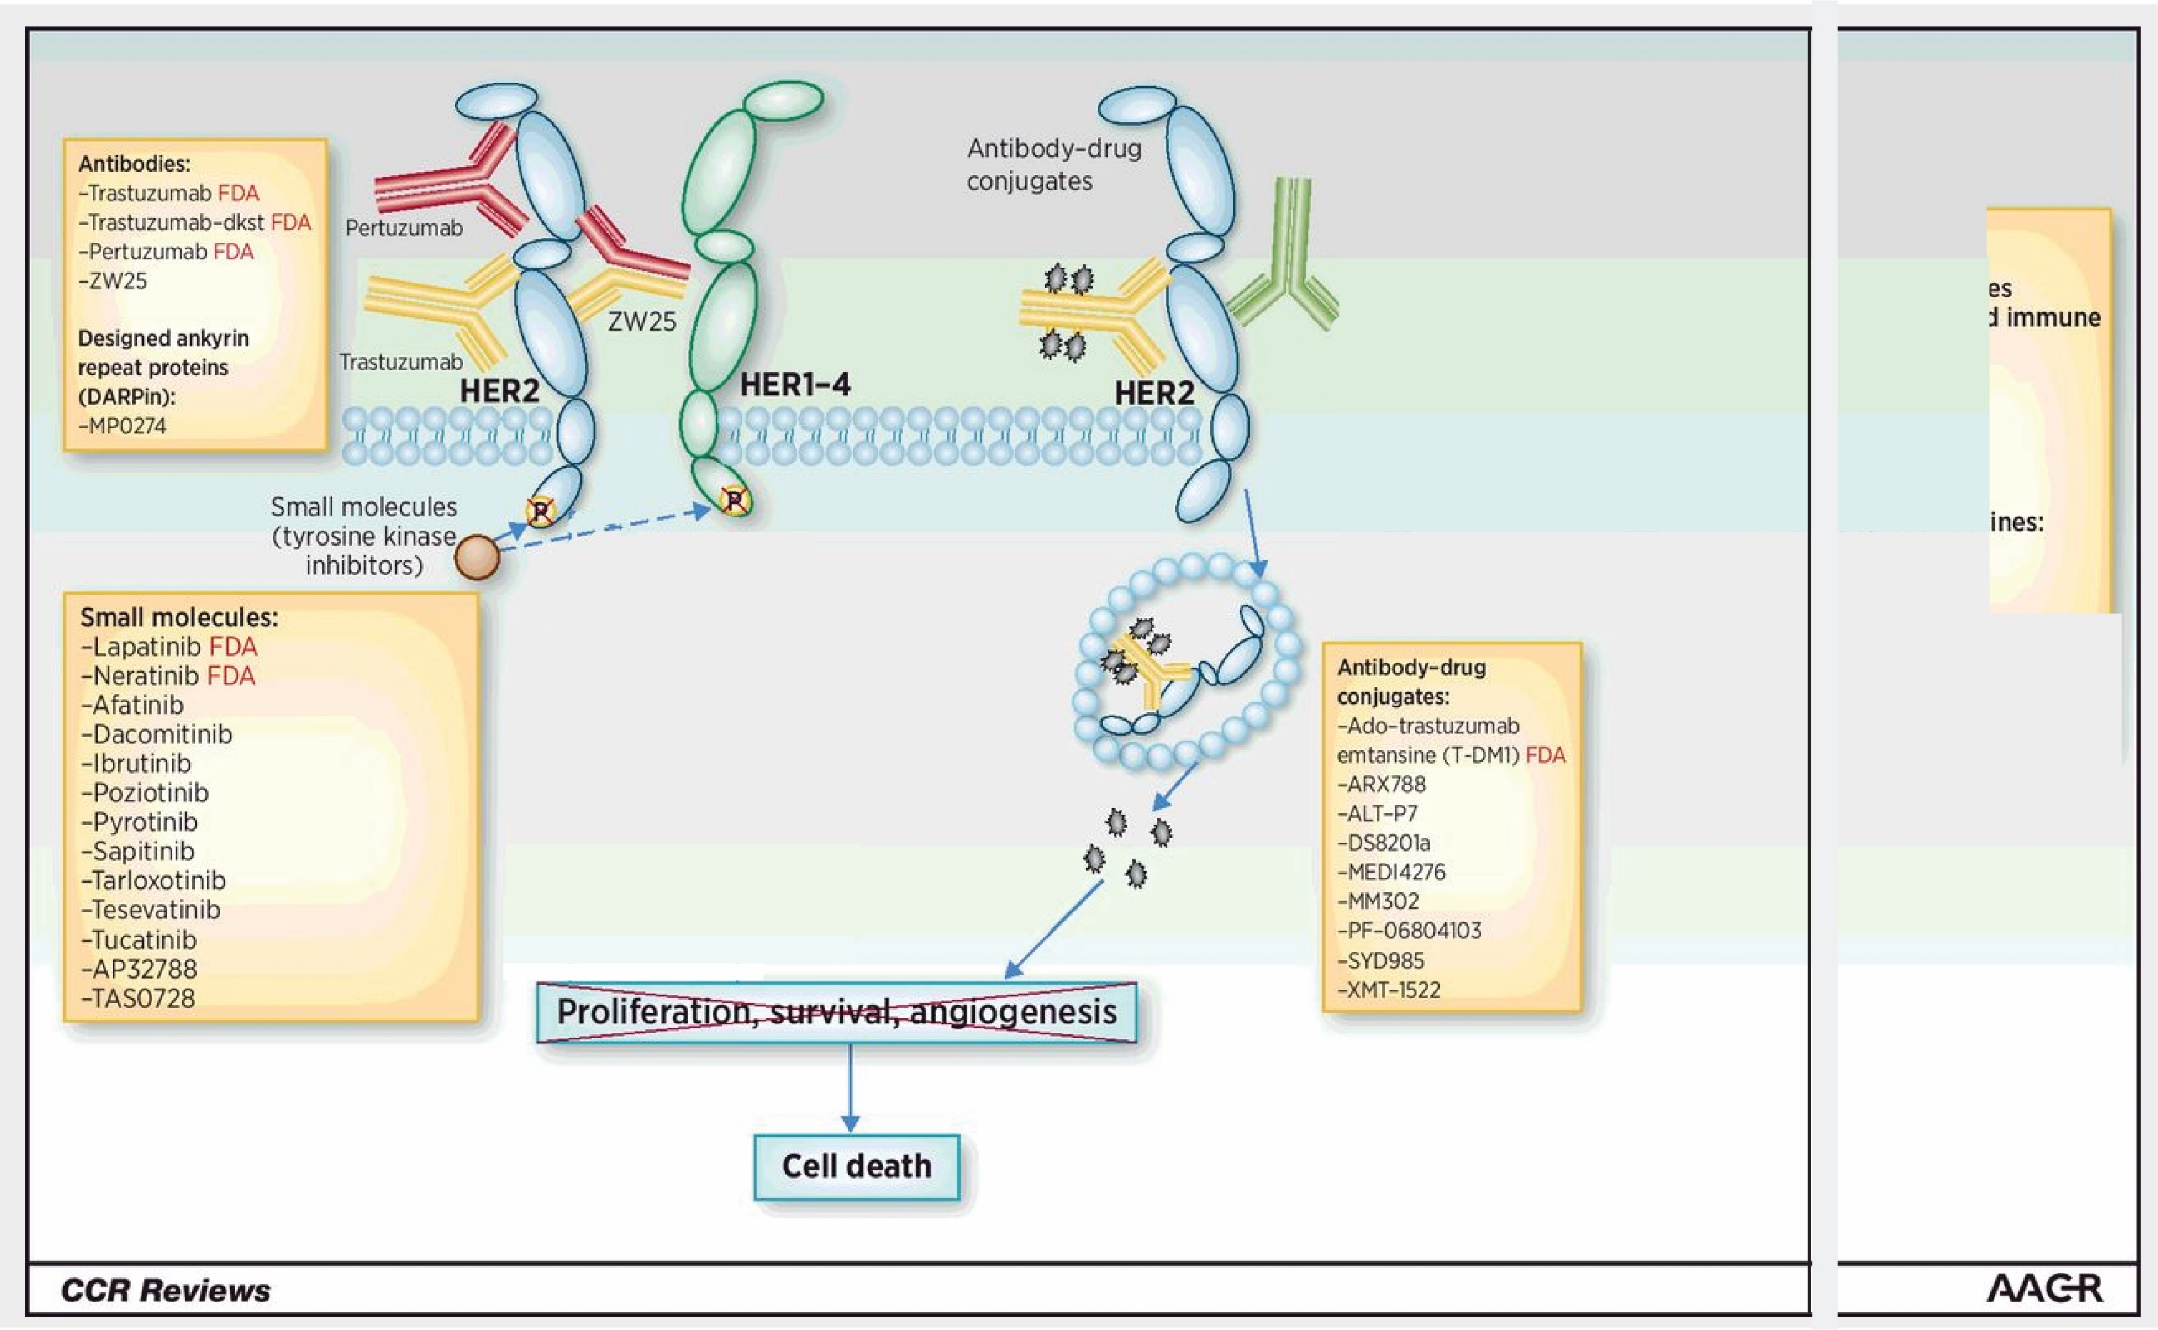 Antibodies:
–Trastuzumab FDA
–Trastuzumab–dkst FDA
–Pertuzumab FDA
–ZW25
Designed ankyrin
repeat proteins
(DARPin):
–MP0274
Pertuzumab
Trastuzumab
ZW25
HER2
HER1–4
Antibody–drug
conjugates
HER2
P
P
Small molecules
(tyrosine kinase
inhibitors)
Small molecules:
–Lapatinib FDA
–Neratinib FDA
–Afatinib
–Dacomitinib
–Ibrutinib
–Poziotinib
–Pyrotinib
–Sapitinib
–Tarloxotinib
–Tesevatinib
–Tucatinib
–AP32788
–TAS0728
Antibody–drug
conjugates:
–Ado–trastuzumab
emtansine (T-DM1) FDA
–ARX788
–ALT–P7
–DS8201a
–MEDI4276
–MM302
–PF–06804103
–SYD985
–XMT–1522
es
d immune
ines:
Proliferation, survival, angiogenesis
Cell death
CCR Reviews
AACR